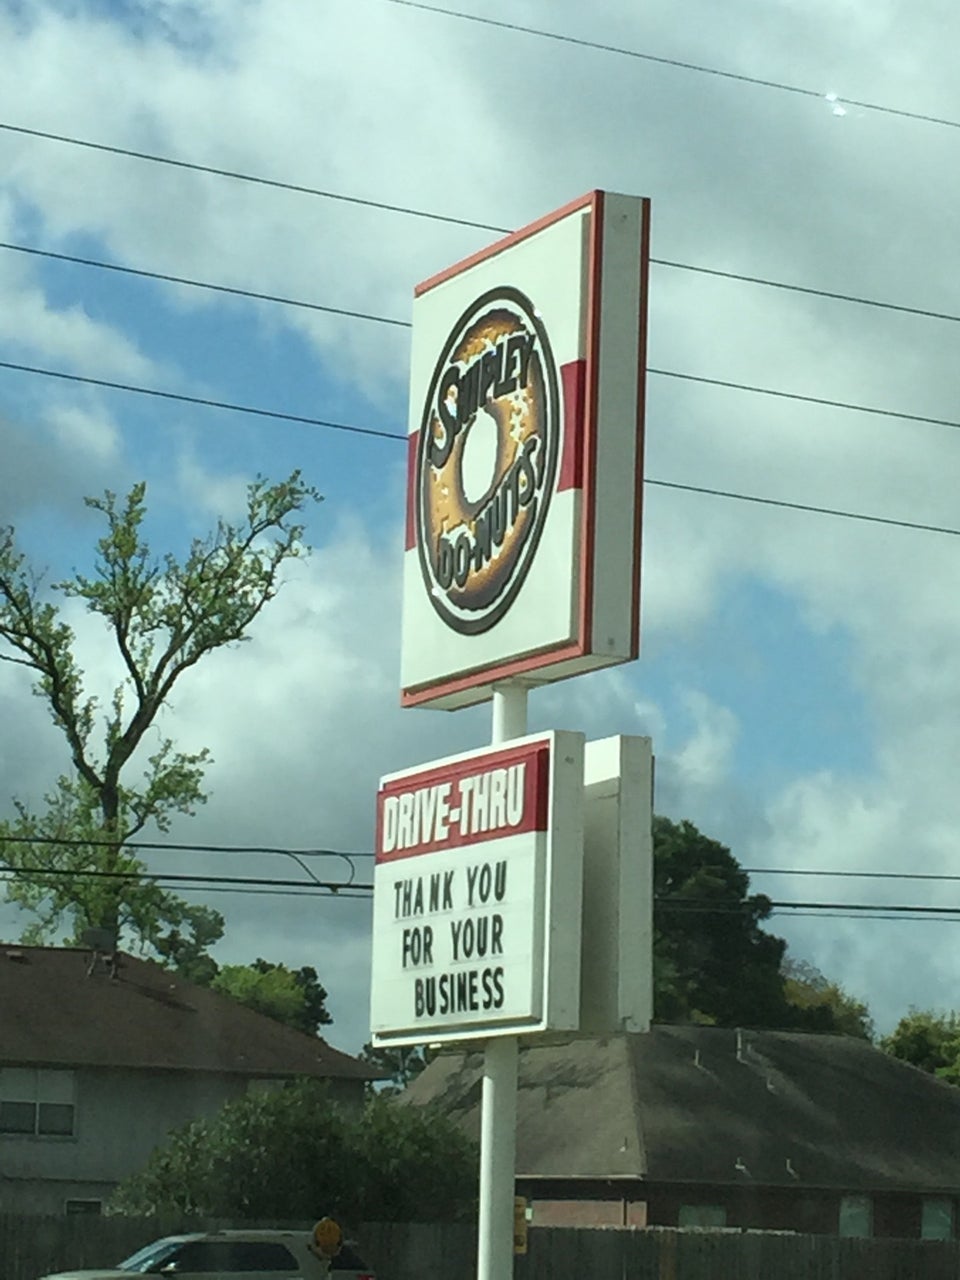 SHIPLEY
DO-NUTS
DRIVE-THRU
THANK YOU
FOR YOUR
BUSINESS